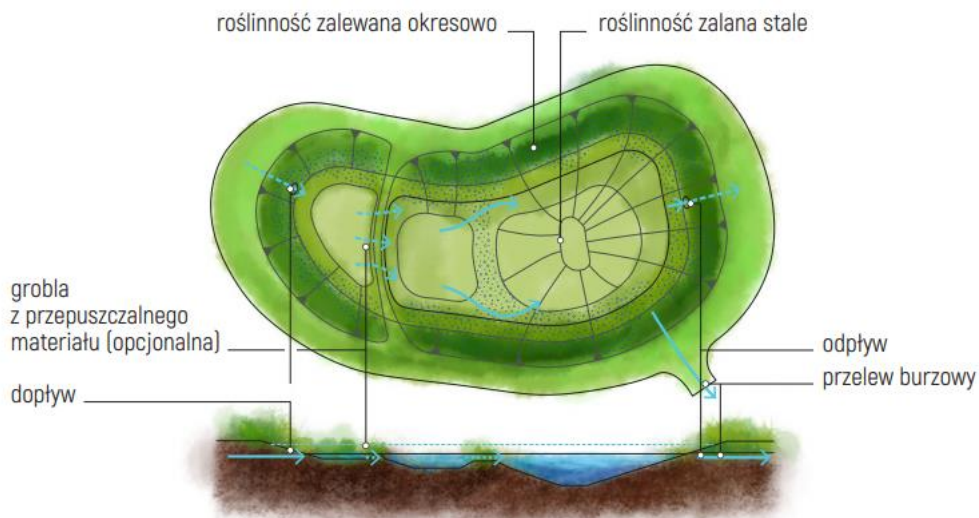 roślinność zalewana okresowo
roślinność zalana stale
grobla
z przepuszczalnego
materiału (opcjonalna)
dopływ
odpływ
przelew burzowy